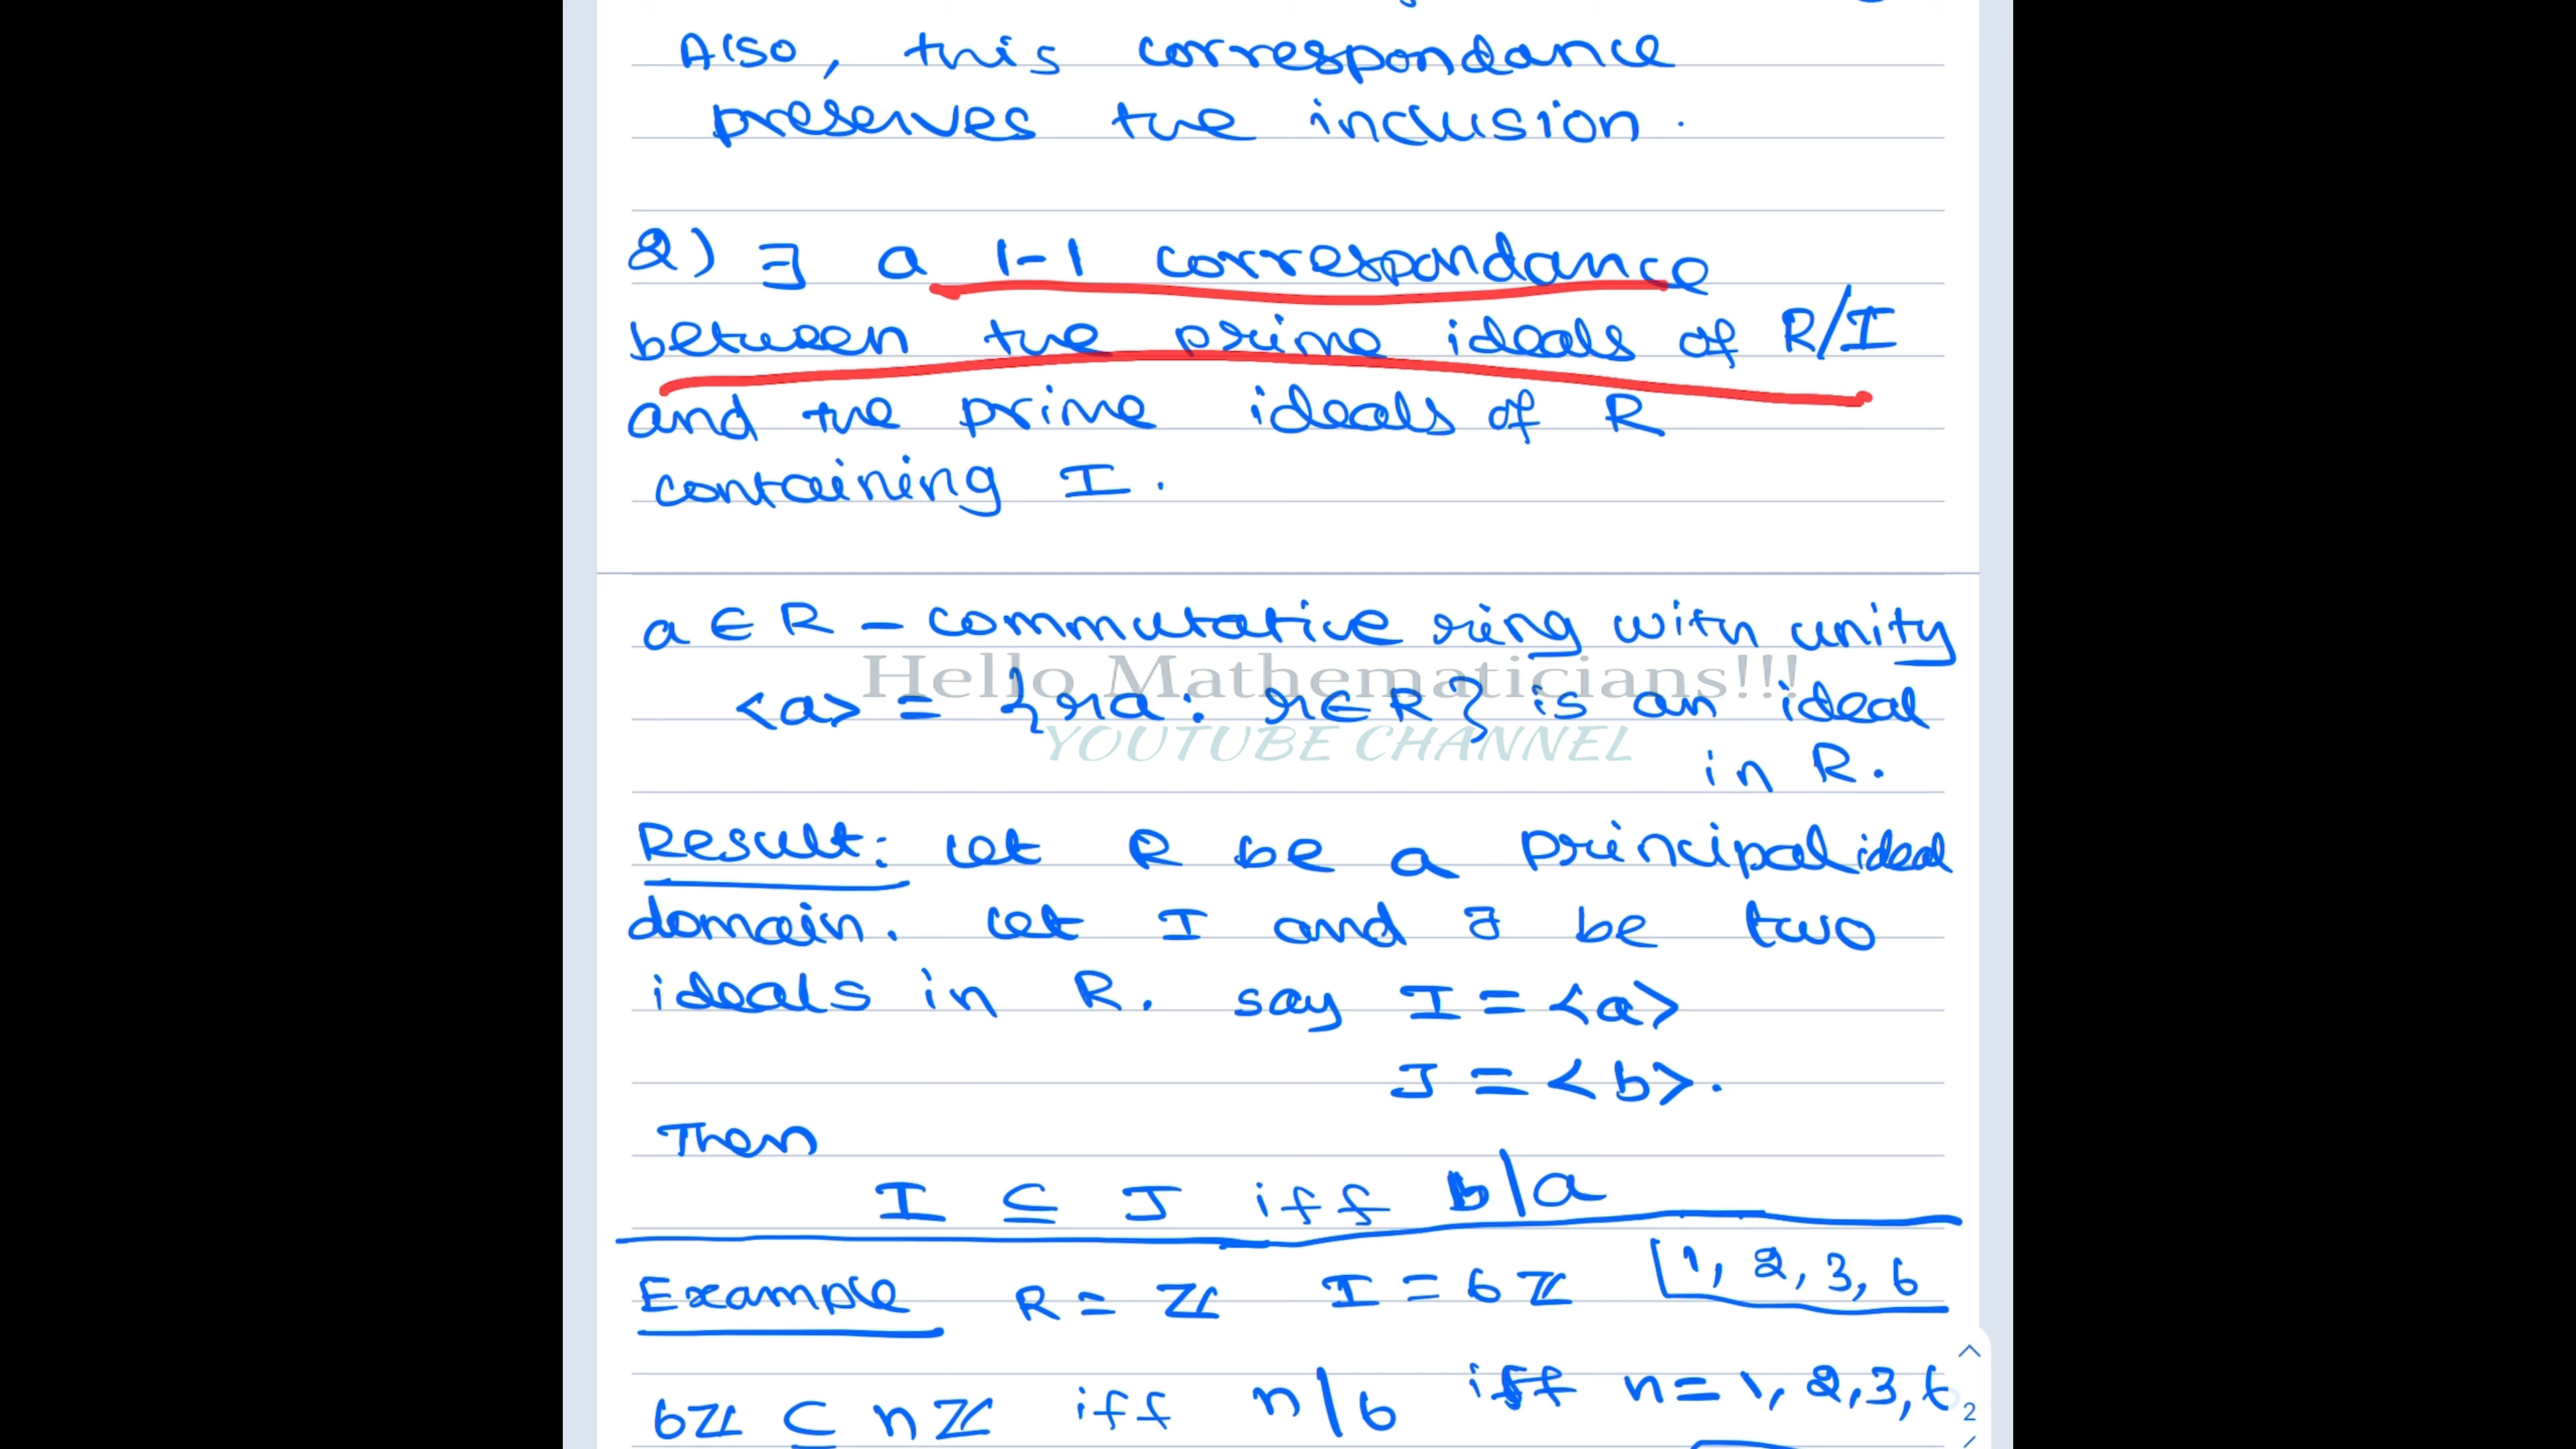 Also, this correspondance
preserves the inclusion.
2) ∃ a 1-1 correspondance
between the prime ideals of R/I
and the prime ideals of R
containing I.
a ∈ R - commutative ring with unity
Hello Mathematicians!!!
<a> = {ra : r∈R} is an ideal
YOUTUBE CHANNEL
in R.
Result: Let R be a principal ideal
domain. Let I and J be two
ideals in R. say I = <a>
J = <b>.
Then
I ⊆ J iff b|a
Example R = ℤ I = 6ℤ [1, 2, 3, 6
6ℤ ⊆ nℤ iff n|6 iff n = 1, 2, 3, 6
2